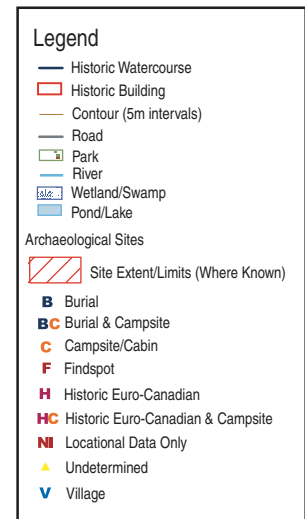 Legend
Historic Watercourse
Historic Building
Contour (5m intervals)
Road
Park
River
Wetland/Swamp
Pond/Lake
Archaeological Sites
Site Extent/Limits (Where Known)
B Burial
BC Burial & Campsite
C Campsite/Cabin
F Findspot
H Historic Euro-Canadian
HC Historic Euro-Canadian & Campsite
NI Locational Data Only
Undetermined
V Village